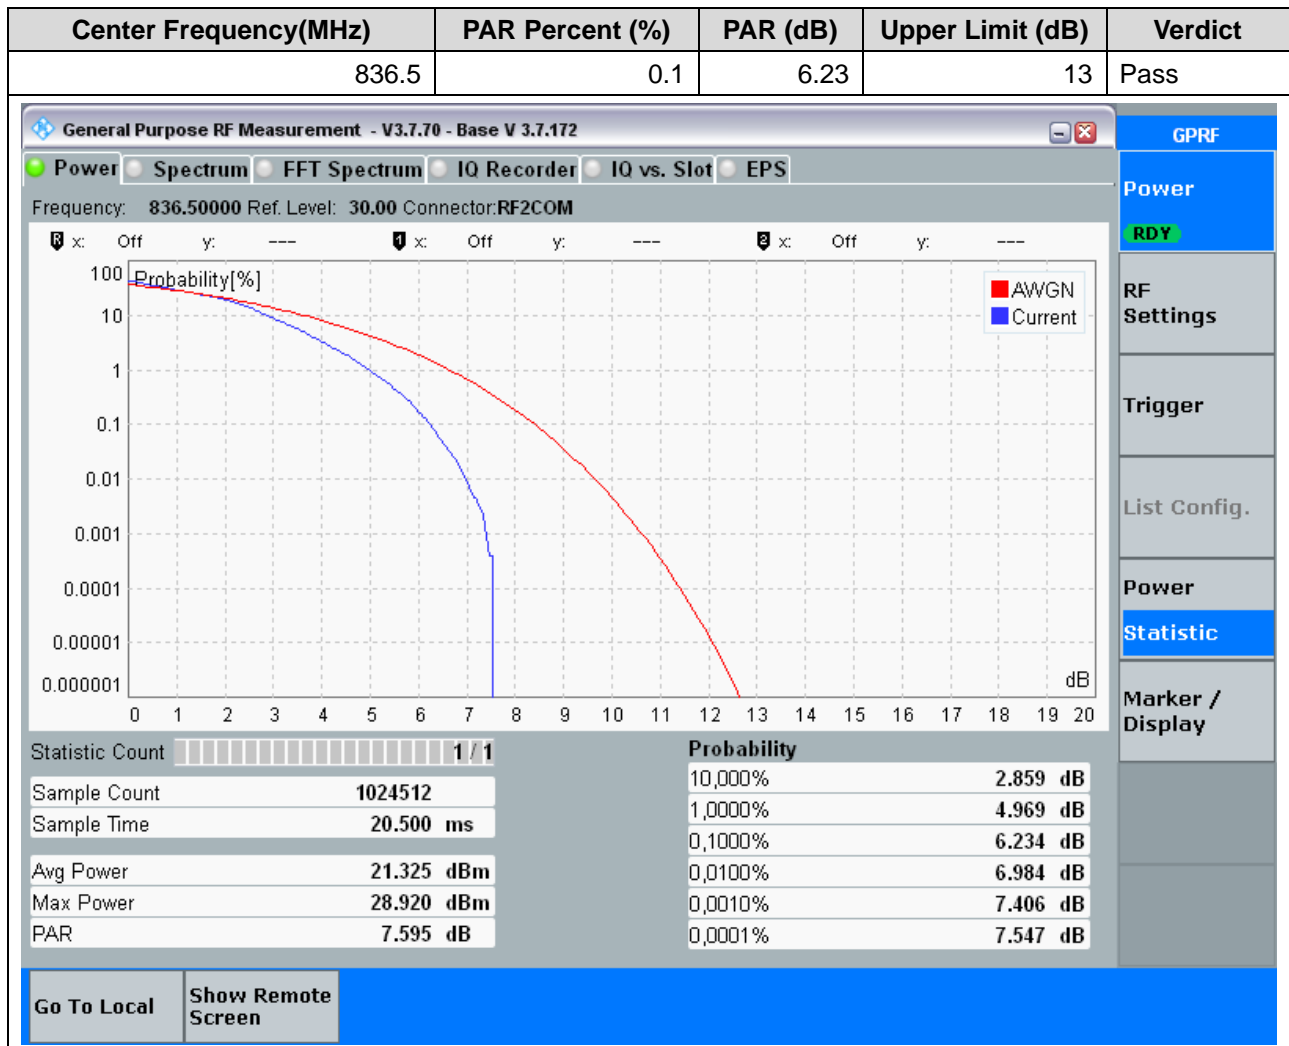 Center Frequency(MHz) PAR Percent (%) PAR (dB) Upper Limit (dB) Verdict
836.5 0.1 6.23 13 Pass
General Purpose RF Measurement - V3.7.70 - Base V 3.7.172
GPRF
Power Spectrum FFT Spectrum IQ Recorder IQ vs. Slot EPS
Power
RDY
Frequency: 836.50000 Ref. Level: 30.00 Connector:RF2COM
R x: Off y: --- 1 x: Off y: --- 2 x: Off y: ---
100 Probability[%]
AWGN
Current
10
1
0.1
0.01
0.001
0.0001
0.00001
0.000001
dB
0 1 2 3 4 5 6 7 8 9 10 11 12 13 14 15 16 17 18 19 20
RF
Settings
Trigger
List Config.
Power
Statistic
Marker /
Display
Statistic Count 1 / 1
Sample Count 1024512
Sample Time 20.500 ms
Avg Power 21.325 dBm
Max Power 28.920 dBm
PAR 7.595 dB
Probability
10,000% 2.859 dB
1,0000% 4.969 dB
0,1000% 6.234 dB
0,0100% 6.984 dB
0,0010% 7.406 dB
0,0001% 7.547 dB
Go To Local
Show Remote
Screen